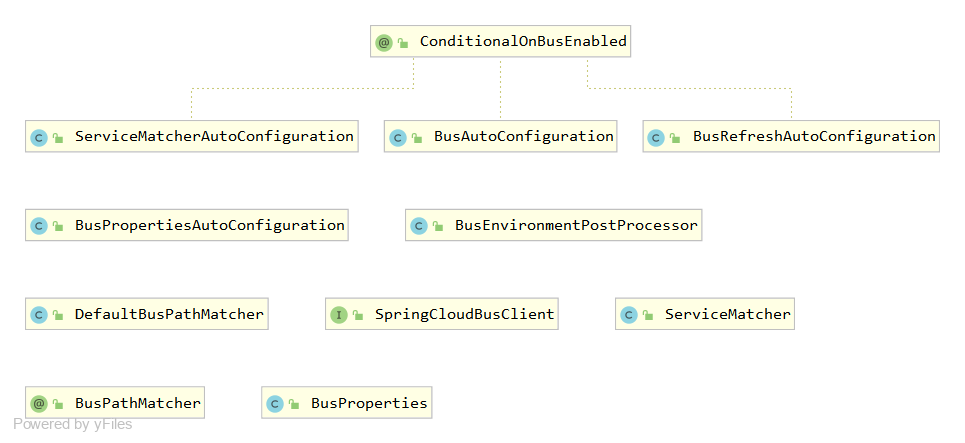 @ ConditionalOnBusEnabled
C ServiceMatcherAutoConfiguration
C BusAutoConfiguration
C BusRefreshAutoConfiguration
C BusPropertiesAutoConfiguration
C BusEnvironmentPostProcessor
C DefaultBusPathMatcher
I SpringCloudBusClient
C ServiceMatcher
@ BusPathMatcher
C BusProperties
Powered by yFiles